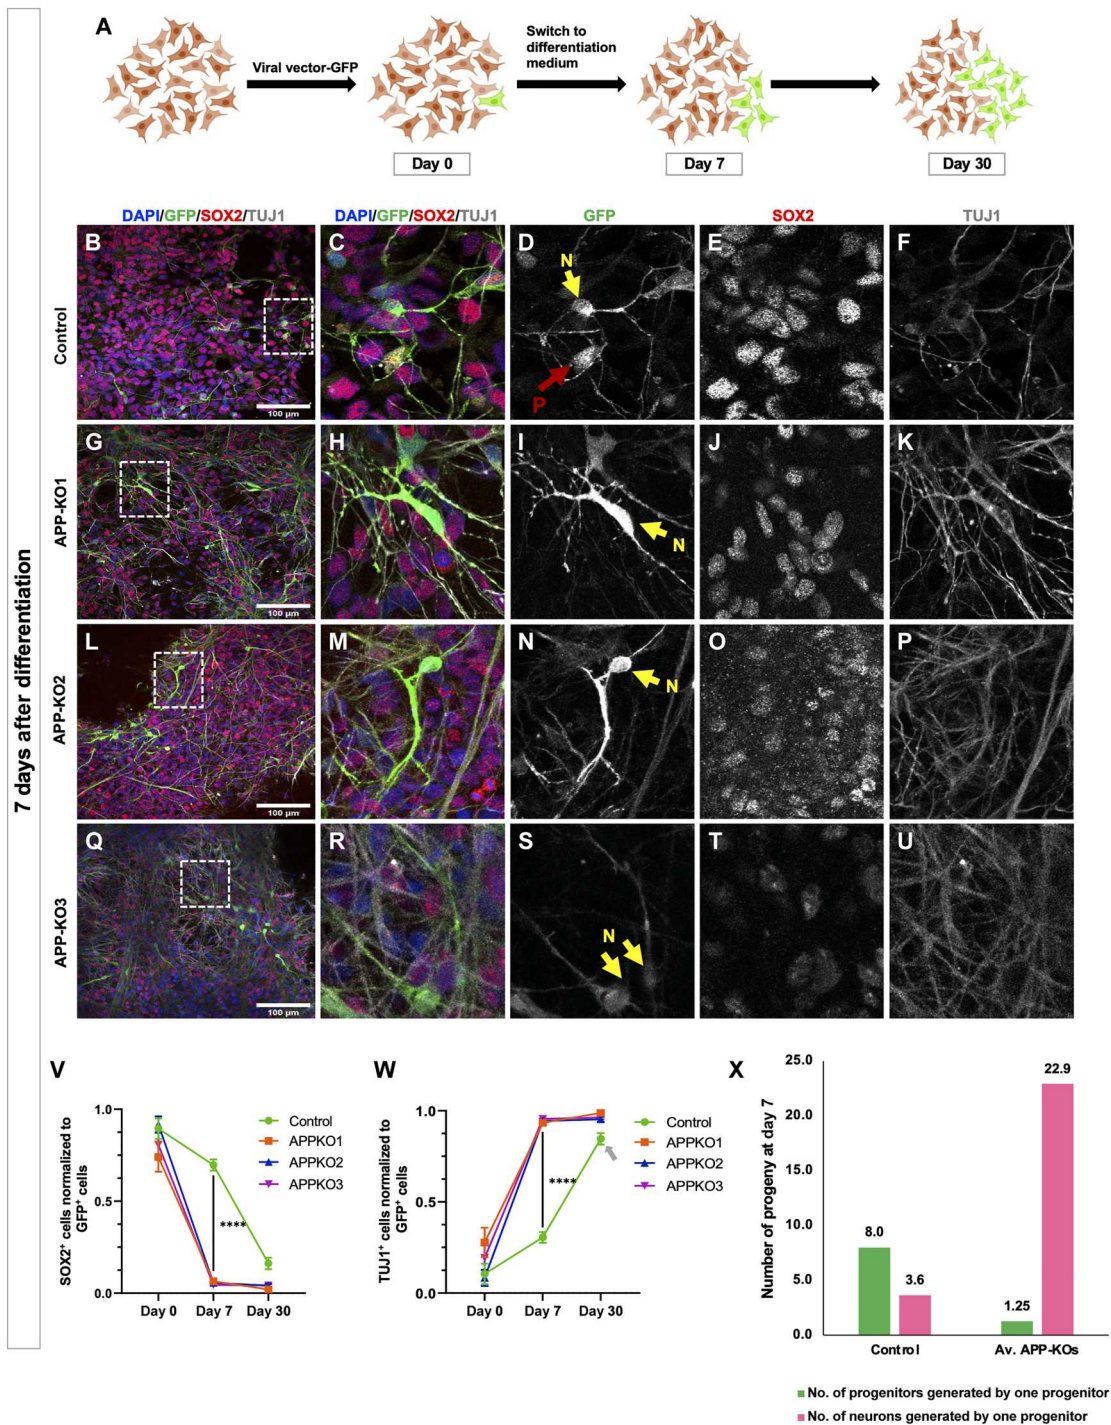 A
Viral vector-GFP
Switch to
differentiation
medium
Day 0
Day 7
Day 30
7 days after differentiation
DAPI/GFP/SOX2/TUJ1
DAPI/GFP/SOX2/TUJ1
GFP
SOX2
TUJ1
Control
B
100 µm
C
D
N
P
E
F
APP-KO1
G
100 µm
H
I
N
J
K
APP-KO2
L
100 µm
M
N
N
O
P
APP-KO3
Q
100 µm
R
S
N
T
U
V
SOX2+ cells normalized to
GFP+ cells
1.0
0.5
0.0
Day 0
Day 7
Day 30
****
Control
APPKO1
APPKO2
APPKO3
W
TUJ1+ cells normalized to
GFP+ cells
1.0
0.5
0.0
Day 0
Day 7
Day 30
****
Control
APPKO1
APPKO2
APPKO3
X
Number of progeny at day 7
25.0
20.0
15.0
10.0
5.0
0.0
8.0
3.6
1.25
22.9
Control
Av. APP-KOs
No. of progenitors generated by one progenitor
No. of neurons generated by one progenitor